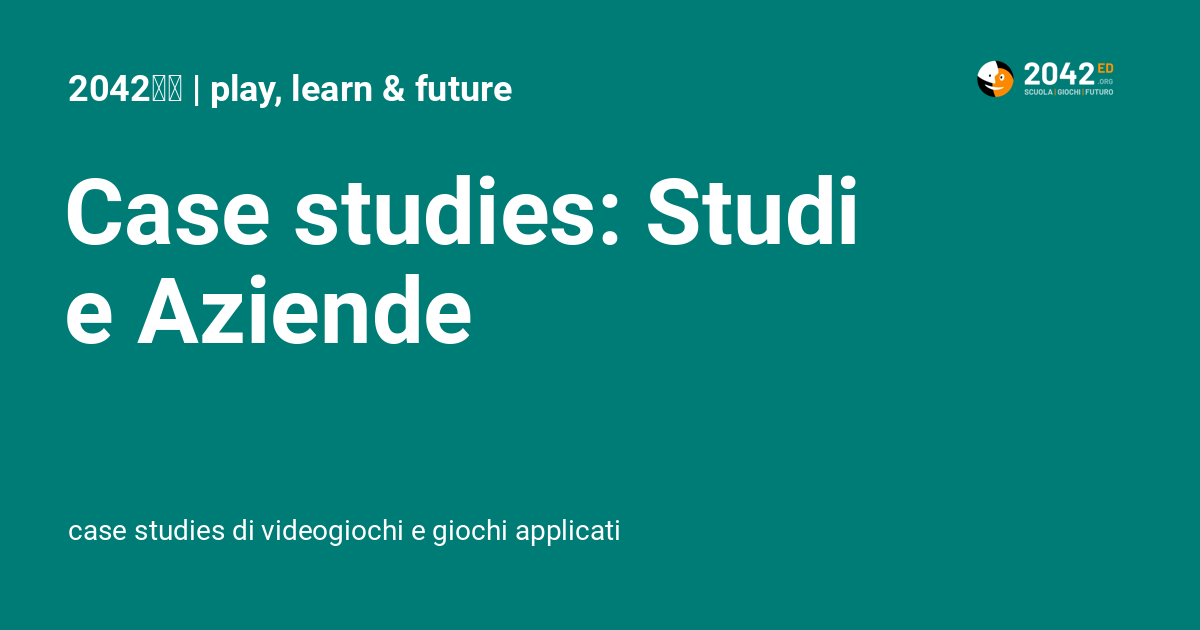 2042 | play, learn & future
2042 ED
.ORG
SCUOLA | GIOCHI | FUTURO
Case studies: Studi
e Aziende
case studies di videogiochi e giochi applicati